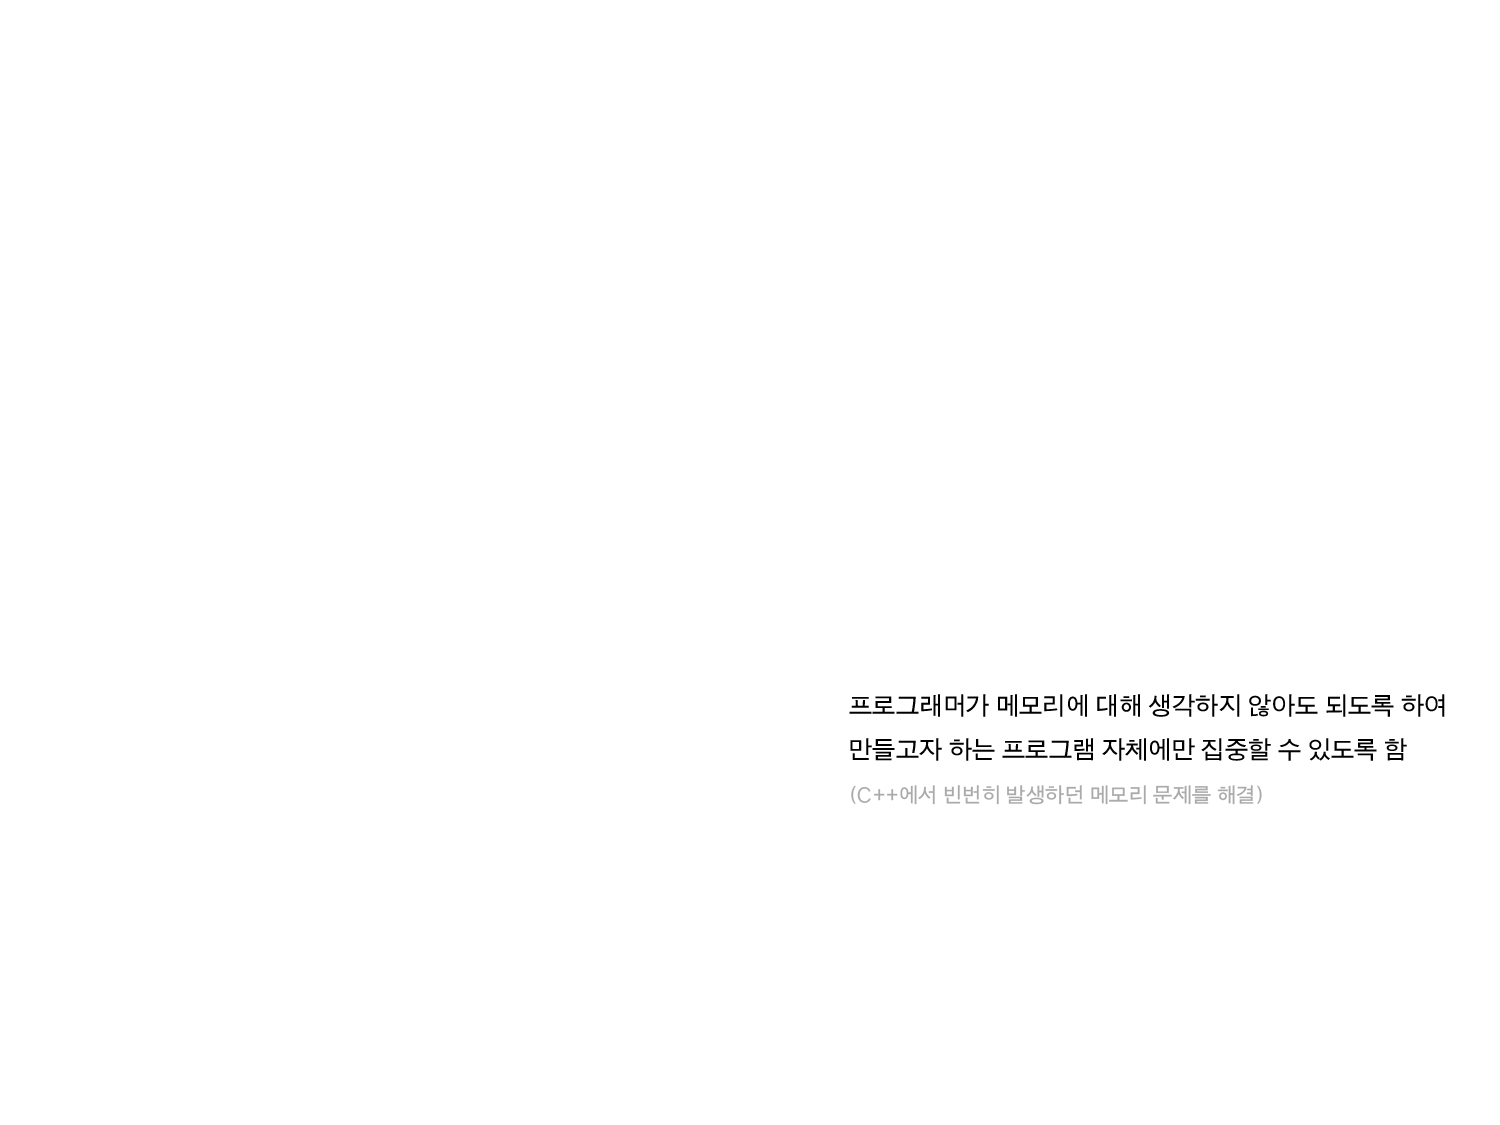 프로그래머가 메모리에 대해 생각하지 않아도 되도록 하여
만들고자 하는 프로그램 자체에만 집중할 수 있도록 함
(C++에서 빈번히 발생하던 메모리 문제를 해결)